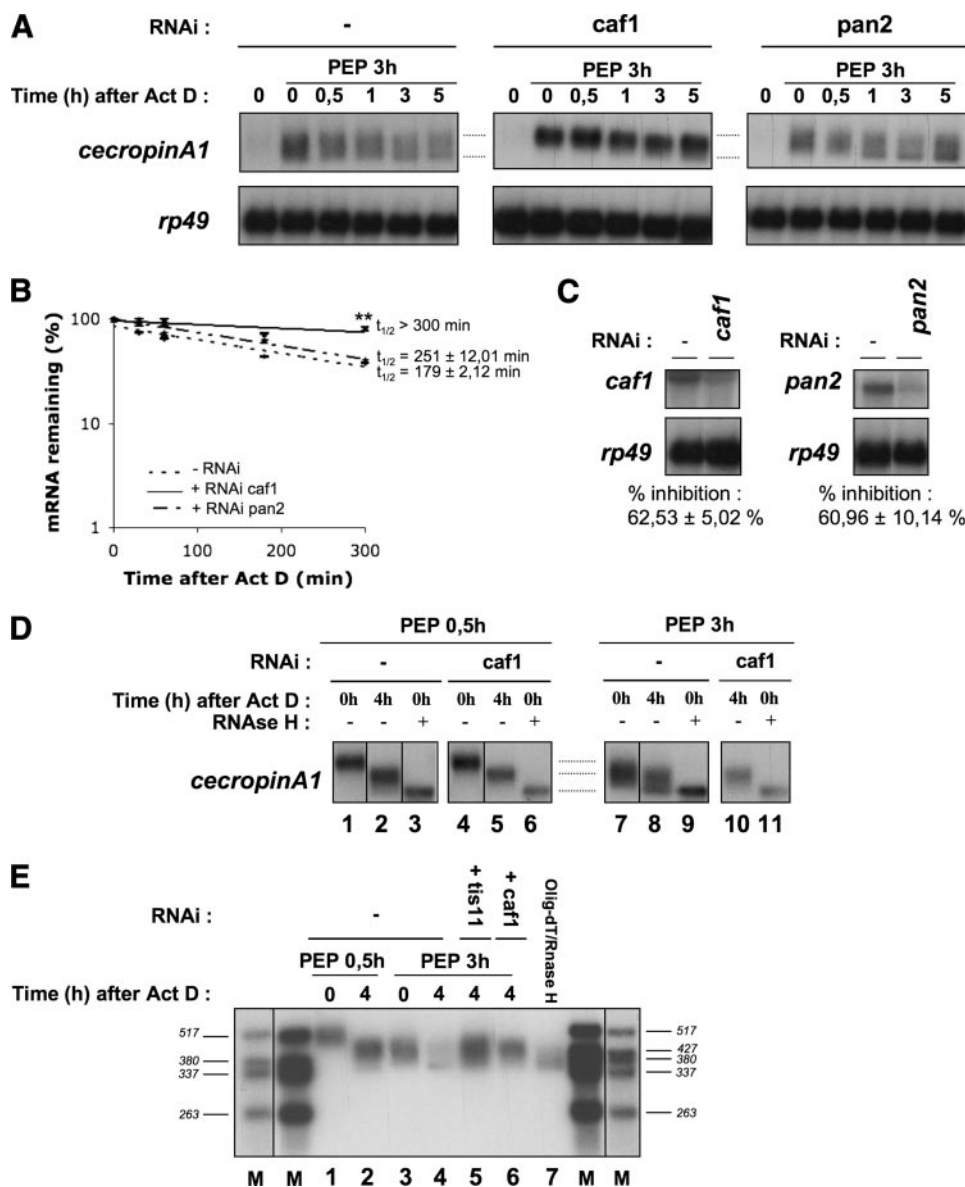 A
RNAi : - caf1 pan2
PEP 3h PEP 3h PEP 3h
Time (h) after Act D : 0 0 0,5 1 3 5 0 0 0,5 1 3 5 0 0 0,5 1 3 5
cecropinA1
rp49
B
mRNA remaining (%)
100
10
1
**
t1/2 > 300 min
t1/2 = 251 ± 12,01 min
t1/2 = 179 ± 2,12 min
- RNAi
+ RNAi caf1
+ RNAi pan2
0 100 200 300
Time after Act D (min)
C
RNAi : - caf1 RNAi : - pan2
caf1 pan2
rp49 rp49
% inhibition : % inhibition :
62,53 ± 5,02 % 60,96 ± 10,14 %
D
PEP 0,5h PEP 3h
RNAi : - caf1 - caf1
Time (h) after Act D : 0h 4h 0h 0h 4h 0h 0h 4h 0h 4h 0h
RNAse H : - - + - - + - - + - +
cecropinA1
1 2 3 4 5 6 7 8 9 10 11
E
RNAi : - + tis11 + caf1 Olig-dT/Rnase H
PEP 0,5h PEP 3h
Time (h) after Act D : 0 4 0 4 4 4
517 517
427
380 380
337 337
263 263
M M 1 2 3 4 5 6 7 M M